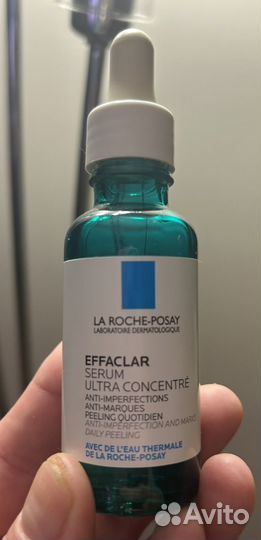 LA ROCHE-POSAY
LABORATOIRE DERMATOLOGIQUE
EFFACLAR
SERUM
ULTRA CONCENTRÉ
ANTI-IMPERFECTIONS
ANTI-MARQUES
PEELING QUOTIDIEN
ANTI-IMPERFECTION AND MARKS
DAILY PEELING
AVEC DE L'EAU THERMALE
DE LA ROCHE-POSAY
Avito